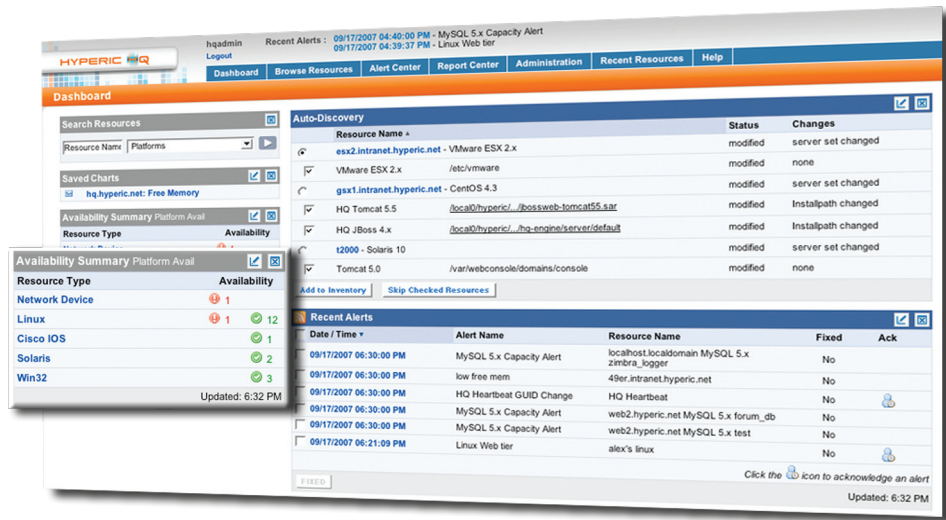 HYPERIC HQ
hqadmin
Logout
Recent Alerts : 09/17/2007 04:40:00 PM - MySQL 5.x Capacity Alert
09/17/2007 04:39:37 PM - Linux Web tier
Dashboard Browse Resources Alert Center Report Center Administration Recent Resources Help
Dashboard
Search Resources
Resource Name Platforms
Saved Charts
hq.hyperic.net: Free Memory
Availability Summary Platform Avail
Resource Type Availability
Availability Summary Platform Avail
Resource Type Availability
Network Device 1
Linux 1 12
Cisco IOS 1
Solaris 2
Win32 3
Updated: 6:32 PM
Auto-Discovery
Resource Name Status Changes
esx2.intranet.hyperic.net - VMware ESX 2.x modified server set changed
VMware ESX 2.x /etc/vmware modified none
gsx1.intranet.hyperic.net - CentOS 4.3 modified server set changed
HQ Tomcat 5.5 /local0/hyperic/.../jbossweb-tomcat55.sar modified Installpath changed
HQ JBoss 4.x /local0/hyperic/.../hq-engine/server/default modified Installpath changed
t2000 - Solaris 10 modified server set changed
Tomcat 5.0 /var/webconsole/domains/console modified none
Add to Inventory Skip Checked Resources
Recent Alerts
Date / Time Alert Name Resource Name Fixed Ack
09/17/2007 06:30:00 PM MySQL 5.x Capacity Alert localhost.localdomain MySQL 5.x zimbra_logger No
09/17/2007 06:30:00 PM low free mem 49er.intranet.hyperic.net No
09/17/2007 06:30:00 PM HQ Heartbeat GUID Change HQ Heartbeat No
09/17/2007 06:30:00 PM MySQL 5.x Capacity Alert web2.hyperic.net MySQL 5.x forum_db No
09/17/2007 06:30:00 PM MySQL 5.x Capacity Alert web2.hyperic.net MySQL 5.x test No
09/17/2007 06:21:09 PM Linux Web tier alex's linux No
Click the icon to acknowledge an alert
FIXED
Updated: 6:32 PM